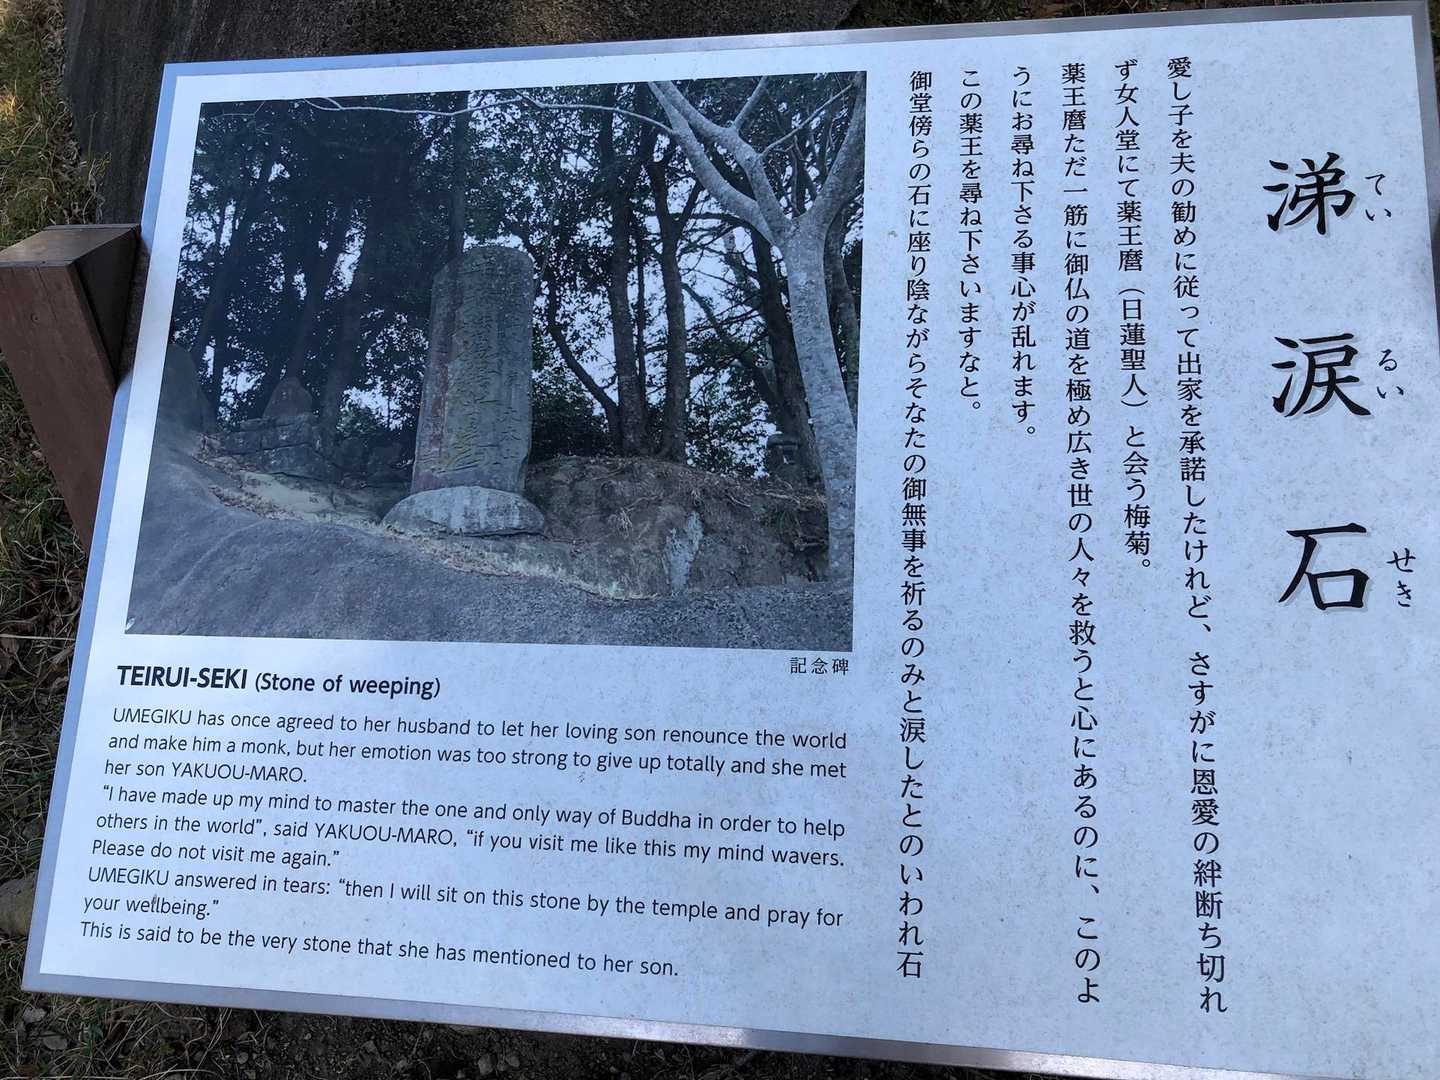 涕涙石
てい るい せき
愛し子を夫の勧めに従って出家を承諾したけれど、さすがに恩愛の絆断ち切れ
ず女人堂にて薬王麿（日蓮聖人）と会う梅菊。
薬王麿ただ一筋に御仏の道を極め広き世の人々を救うと心にあるのに、このよ
うにお尋ね下さる事心が乱れます。
この薬王を尋ね下さいますなと。
御堂傍らの石に座り陰ながらそなたの御無事を祈るのみと涙したとのいわれ石
記念碑
TEIRUI-SEKI (Stone of weeping)
UMEGIKU has once agreed to her husband to let her loving son renounce the world
and make him a monk, but her emotion was too strong to give up totally and she met
her son YAKUOU-MARO.
“I have made up my mind to master the one and only way of Buddha in order to help
others in the world”, said YAKUOU-MARO, “if you visit me like this my mind wavers.
Please do not visit me again.”
UMEGIKU answered in tears: “then I will sit on this stone by the temple and pray for
your wellbeing.”
This is said to be the very stone that she has mentioned to her son.